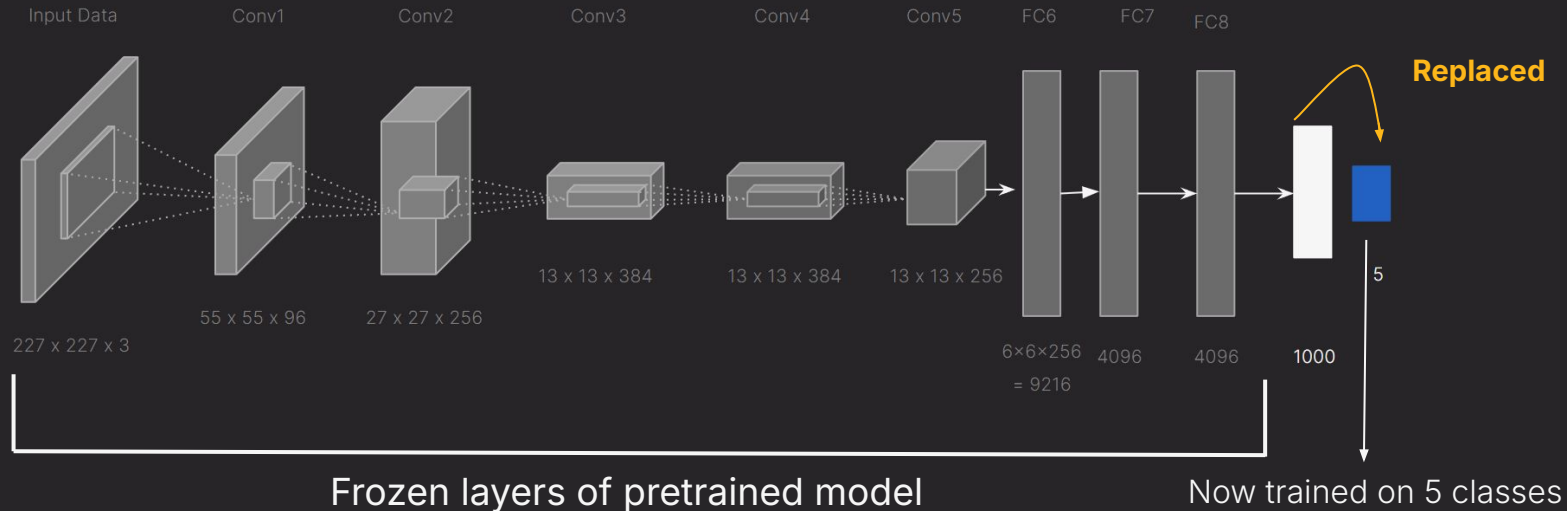 Input Data
Conv1
Conv2
Conv3
Conv4
Conv5
FC6
FC7
FC8
Replaced
227 x 227 x 3
55 x 55 x 96
27 x 27 x 256
13 x 13 x 384
13 x 13 x 384
13 x 13 x 256
6×6×256
= 9216
4096
4096
1000
5
Frozen layers of pretrained model
Now trained on 5 classes